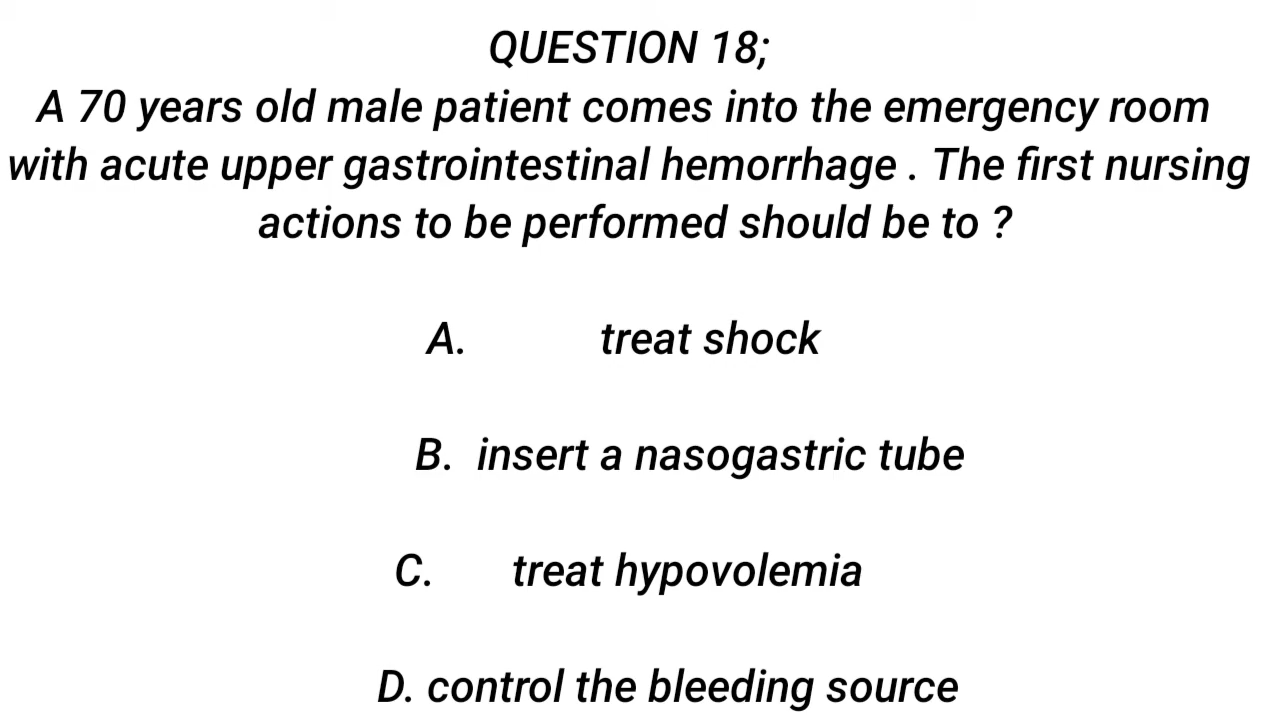 QUESTION 18;
A 70 years old male patient comes into the emergency room
with acute upper gastrointestinal hemorrhage . The first nursing
actions to be performed should be to ?
A. treat shock
B. insert a nasogastric tube
C. treat hypovolemia
D. control the bleeding source